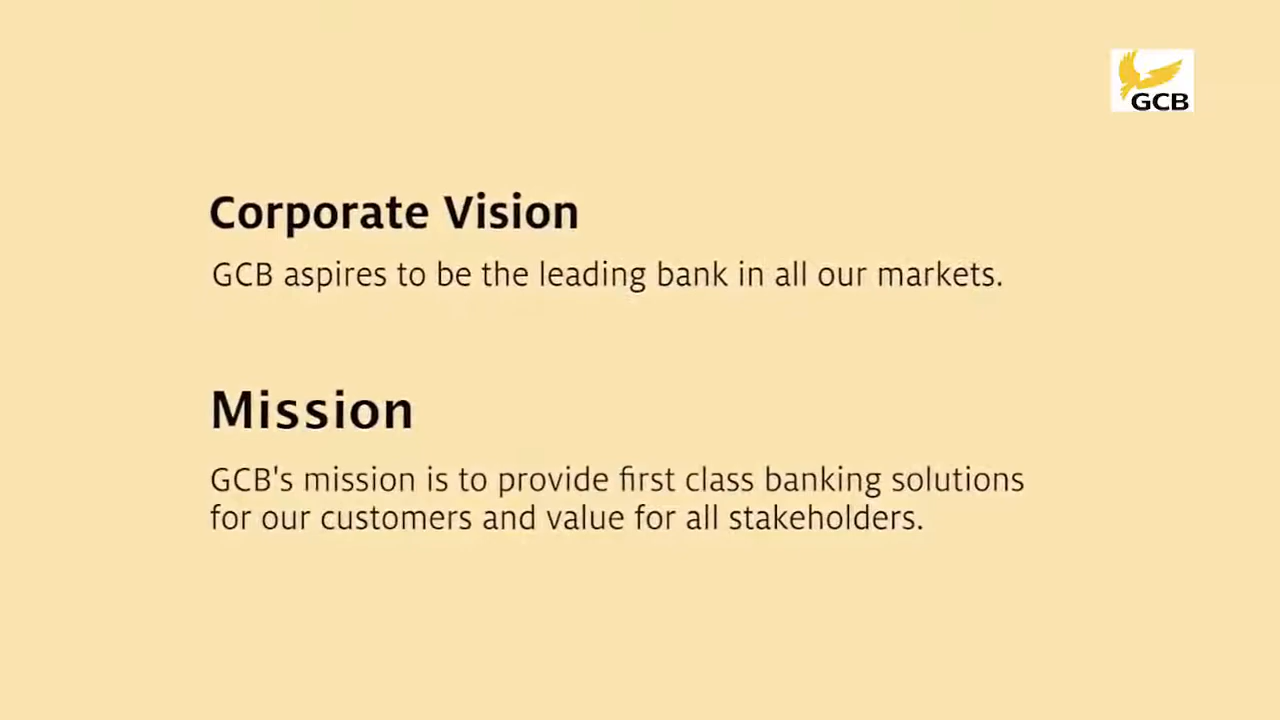 GCB
Corporate Vision
GCB aspires to be the leading bank in all our markets.
Mission
GCB's mission is to provide first class banking solutions
for our customers and value for all stakeholders.